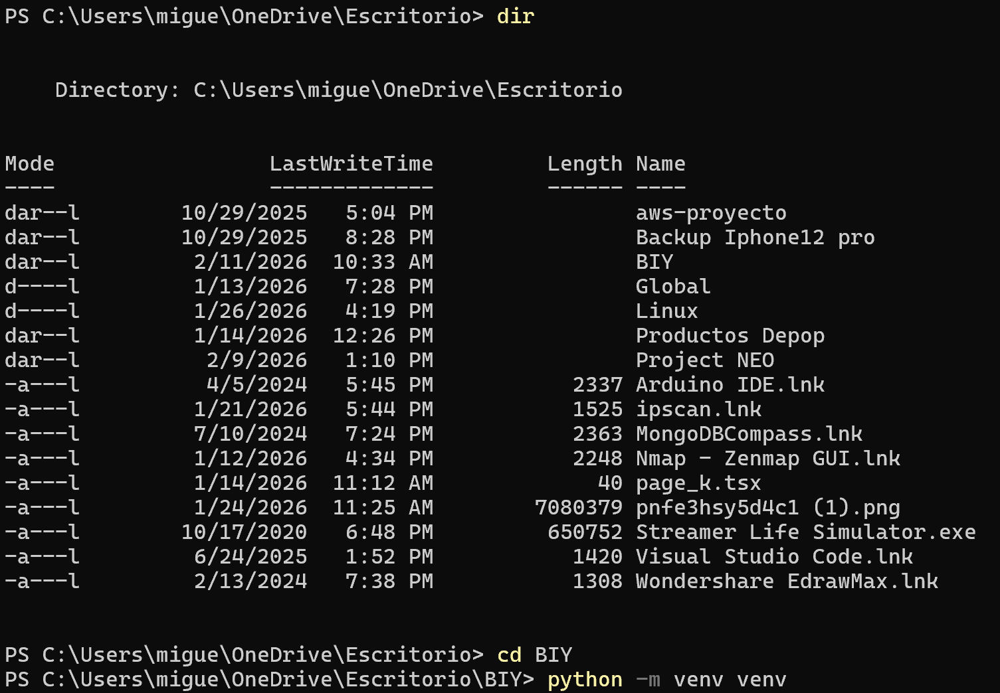 PS C:\Users\migue\OneDrive\Escritorio> dir
    Directory: C:\Users\migue\OneDrive\Escritorio
Mode                 LastWriteTime         Length Name
----                 -------------         ------ ----
dar--l        10/29/2025   5:04 PM                aws-proyecto
dar--l        10/29/2025   8:28 PM                Backup Iphone12 pro
dar--l         2/11/2026  10:33 AM                BIY
d----l         1/13/2026   7:28 PM                Global
d----l         1/26/2026   4:19 PM                Linux
dar--l         1/14/2026  12:26 PM                Productos Depop
dar--l          2/9/2026   1:10 PM                Project NEO
-a---l          4/5/2024   5:45 PM           2337 Arduino IDE.lnk
-a---l         1/21/2026   5:44 PM           1525 ipscan.lnk
-a---l         7/10/2024   7:24 PM           2363 MongoDBCompass.lnk
-a---l         1/12/2026   4:34 PM           2248 Nmap - Zenmap GUI.lnk
-a---l         1/14/2026  11:12 AM             40 page_k.tsx
-a---l         1/24/2026  11:25 AM        7080379 pnfe3hsy5d4c1 (1).png
-a---l        10/17/2020   6:48 PM         650752 Streamer Life Simulator.exe
-a---l         6/24/2025   1:52 PM           1420 Visual Studio Code.lnk
-a---l         2/13/2024   7:38 PM           1308 Wondershare EdrawMax.lnk
PS C:\Users\migue\OneDrive\Escritorio> cd BIY
PS C:\Users\migue\OneDrive\Escritorio\BIY> python -m venv venv